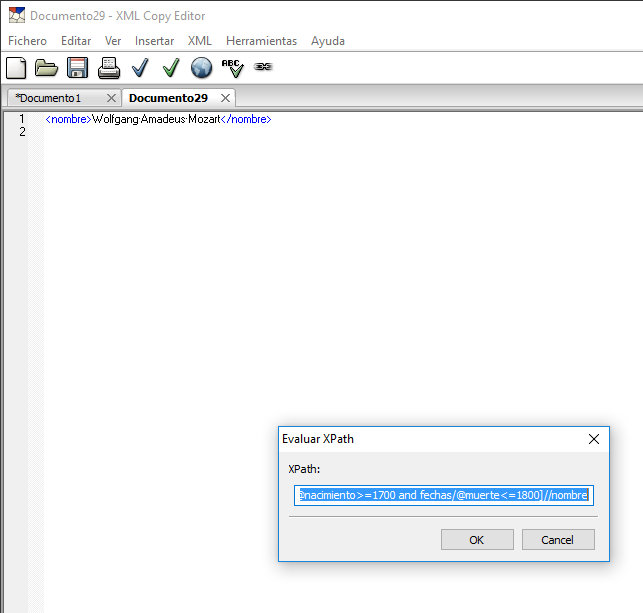 Documento29 - XML Copy Editor
Fichero Editar Ver Insertar XML Herramientas Ayuda
ABC
*Documento1 Documento29
1 <nombre>Wolfgang·Amadeus·Mozart</nombre>
2
Evaluar XPath
XPath:
@nacimiento>=1700 and fechas/@muerte<=1800]//nombre
OK Cancel